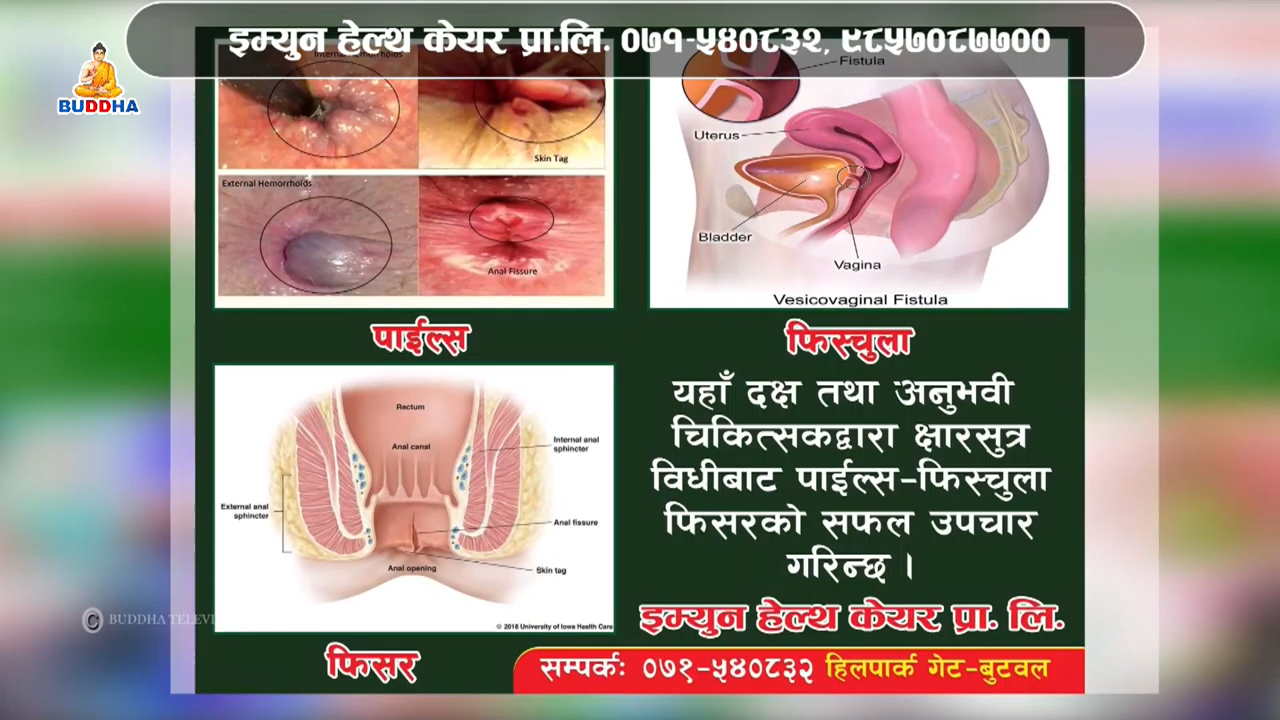 इम्युन हेल्थ केयर प्रा.लि. ०७१-५४०८३२, ९८५७०८७७००
BUDDHA
Internal Hemorrhoids
Skin Tag
External Hemorrhoids
Anal Fissure
Fistula
Uterus
Bladder
Vagina
Vesicovaginal Fistula
पाईल्स
फिस्चुला
Rectum
Anal canal
Internal anal
sphincter
External anal
sphincter
Anal fissure
Skin tag
Anal opening
© 2018 University of Iowa Health Care
फिसर
यहाँ दक्ष तथा अनुभवी
चिकित्सकद्वारा क्षारसुत्र
विधीबाट पाईल्स-फिस्चुला
फिसरको सफल उपचार
गरिन्छ ।
इम्युन हेल्थ केयर प्रा. लि.
सम्पर्कः ०७१-५४०८३२ हिलपार्क गेट-बुटवल
© BUDDHA